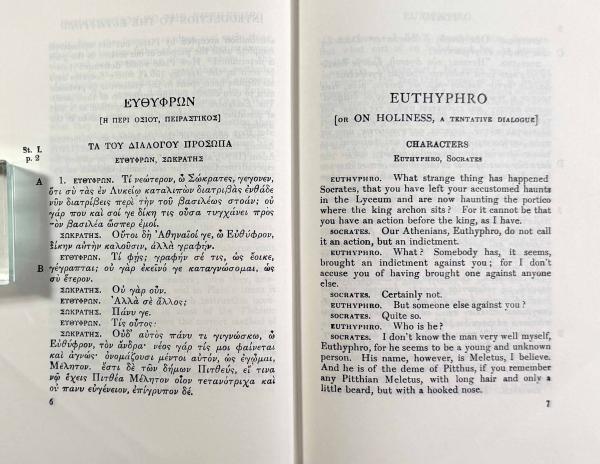 ΕΥΘΥΦΡΩΝ
[Η ΠΕΡΙ ΟΣΙΟΥ, ΠΕΙΡΑΣΤΙΚΟΣ]
St. I.
p. 2
ΤΑ ΤΟΥ ΔΙΑΛΟΓΟΥ ΠΡΟΣΩΠΑ
ΕΥΘΥΦΡΩΝ, ΣΩΚΡΑΤΗΣ
A 1. ΕΥΘΥΦΡΩΝ. Τί νεώτερον, ὦ Σώκρατες, γέγονεν,
ὅτι σὺ τὰς ἐν Λυκείῳ καταλιπὼν διατριβὰς ἐνθάδε
νῦν διατρίβεις περὶ τὴν τοῦ βασιλέως στοάν; οὐ
γάρ που καὶ σοί γε δίκη τις οὖσα τυγχάνει πρὸς
τὸν βασιλέα ὥσπερ ἐμοί.
ΣΩΚΡΑΤΗΣ. Οὔτοι δὴ Ἀθηναῖοί γε, ὦ Εὐθύφρον,
δίκην αὐτὴν καλοῦσιν, ἀλλὰ γραφήν.
ΕΥΘΥΦΡΩΝ. Τί φῄς; γραφήν σέ τις, ὡς ἔοικε,
B γέγραπται; οὐ γὰρ ἐκεῖνό γε καταγνώσομαι, ὡς
σὺ ἕτερον.
ΣΩΚΡΑΤΗΣ. Οὐ γὰρ οὖν.
ΕΥΘΥΦΡΩΝ. Ἀλλὰ σὲ ἄλλος;
ΣΩΚΡΑΤΗΣ. Πάνυ γε.
ΕΥΘΥΦΡΩΝ. Τίς οὗτος;
ΣΩΚΡΑΤΗΣ. Οὐδ' αὐτὸς πάνυ τι γιγνώσκω, ὦ
Εὐθύφρον, τὸν ἄνδρα· νέος γάρ τίς μοι φαίνεται
καὶ ἀγνώς· ὀνομάζουσι μέντοι αὐτόν, ὡς ἐγᾦμαι,
Μέλητον. ἔστι δὲ τῶν δήμων Πιτθεύς, εἴ τινα
νῷ ἔχεις Πιτθέα Μέλητον οἷον τετανότριχα καὶ
οὐ πάνυ εὐγένειον, ἐπίγρυπον δέ.
6
EUTHYPHRO
[OR ON HOLINESS, A TENTATIVE DIALOGUE]
CHARACTERS
EUTHYPHRO, SOCRATES
EUTHYPHRO. What strange thing has happened
Socrates, that you have left your accustomed haunts
in the Lyceum and are now haunting the portico
where the king archon sits? For it cannot be that
you have an action before the king, as I have.
SOCRATES. Our Athenians, Euthyphro, do not call
it an action, but an indictment.
EUTHYPHRO. What? Somebody has, it seems,
brought an indictment against you; for I don't
accuse you of having brought one against anyone
else.
SOCRATES. Certainly not.
EUTHYPHRO. But someone else against you?
SOCRATES. Quite so.
EUTHYPHRO. Who is he?
SOCRATES. I don't know the man very well myself,
Euthyphro, for he seems to be a young and unknown
person. His name, however, is Meletus, I believe.
And he is of the deme of Pitthus, if you remember
any Pitthian Meletus, with long hair and only a
little beard, but with a hooked nose.
7